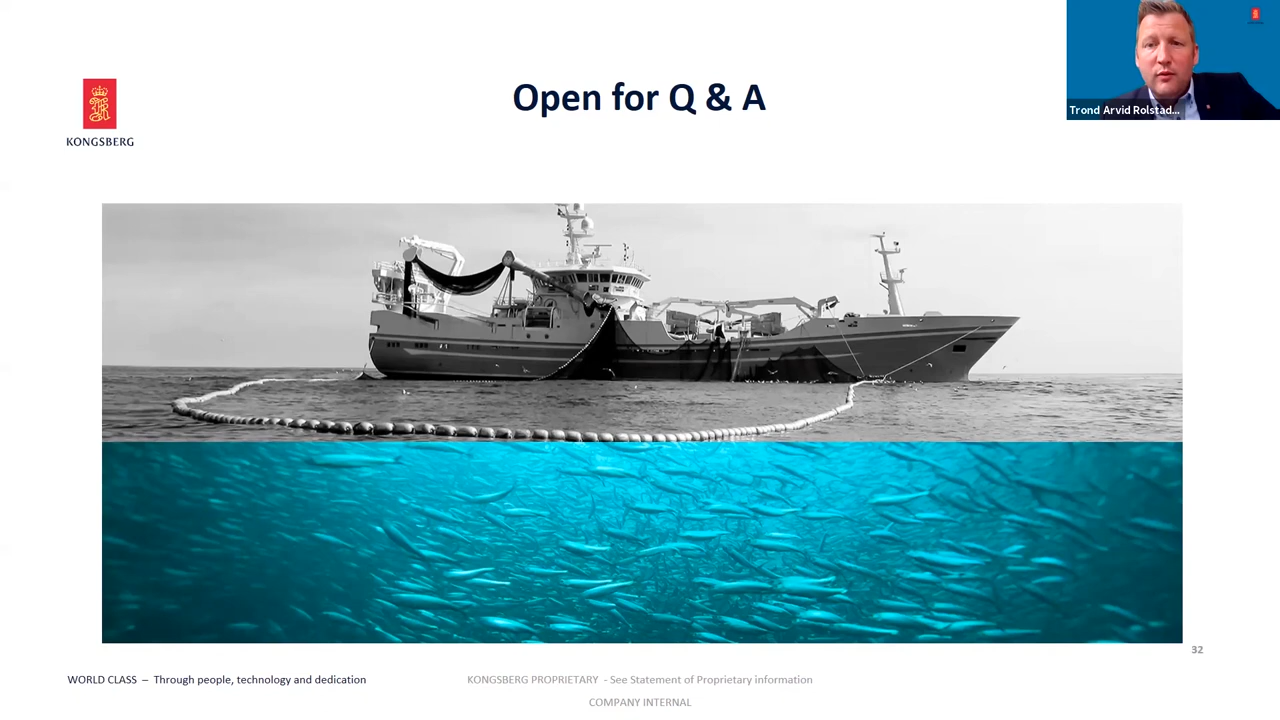 Open for Q & A
KONGSBERG
Trond Arvid Rolstad...
32
WORLD CLASS – Through people, technology and dedication
KONGSBERG PROPRIETARY - See Statement of Proprietary information
COMPANY INTERNAL